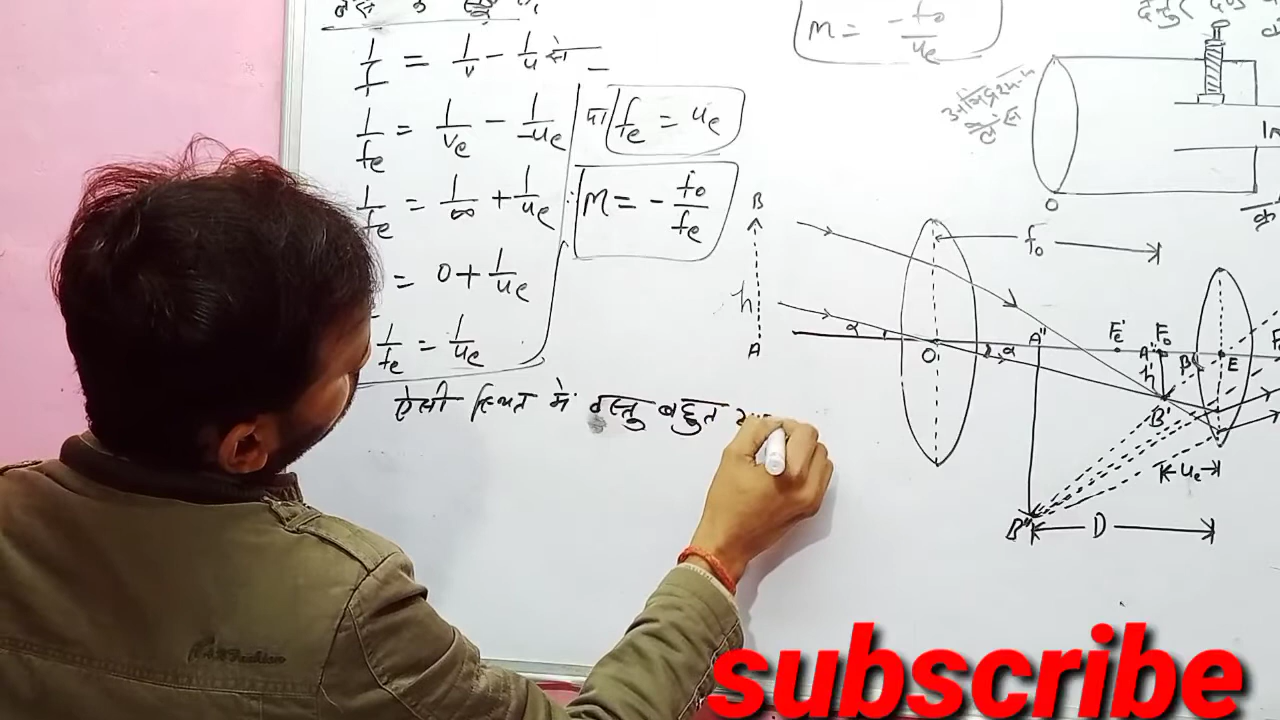 1/f = 1/v - 1/u से
1/fe = 1/ve - 1/-ue
1/fe = 1/∞ + 1/ue
= 0 + 1/ue
1/fe = 1/ue
या fe = ue
M = - fo/fe
ऐसी स्थित में वस्तु बहुत
M = - fo/ue
O
B
h
A
fo
α
O
α
A"
Fe'
Fo
A'
h'
B'
β
E
ue
B"
D
subscribe